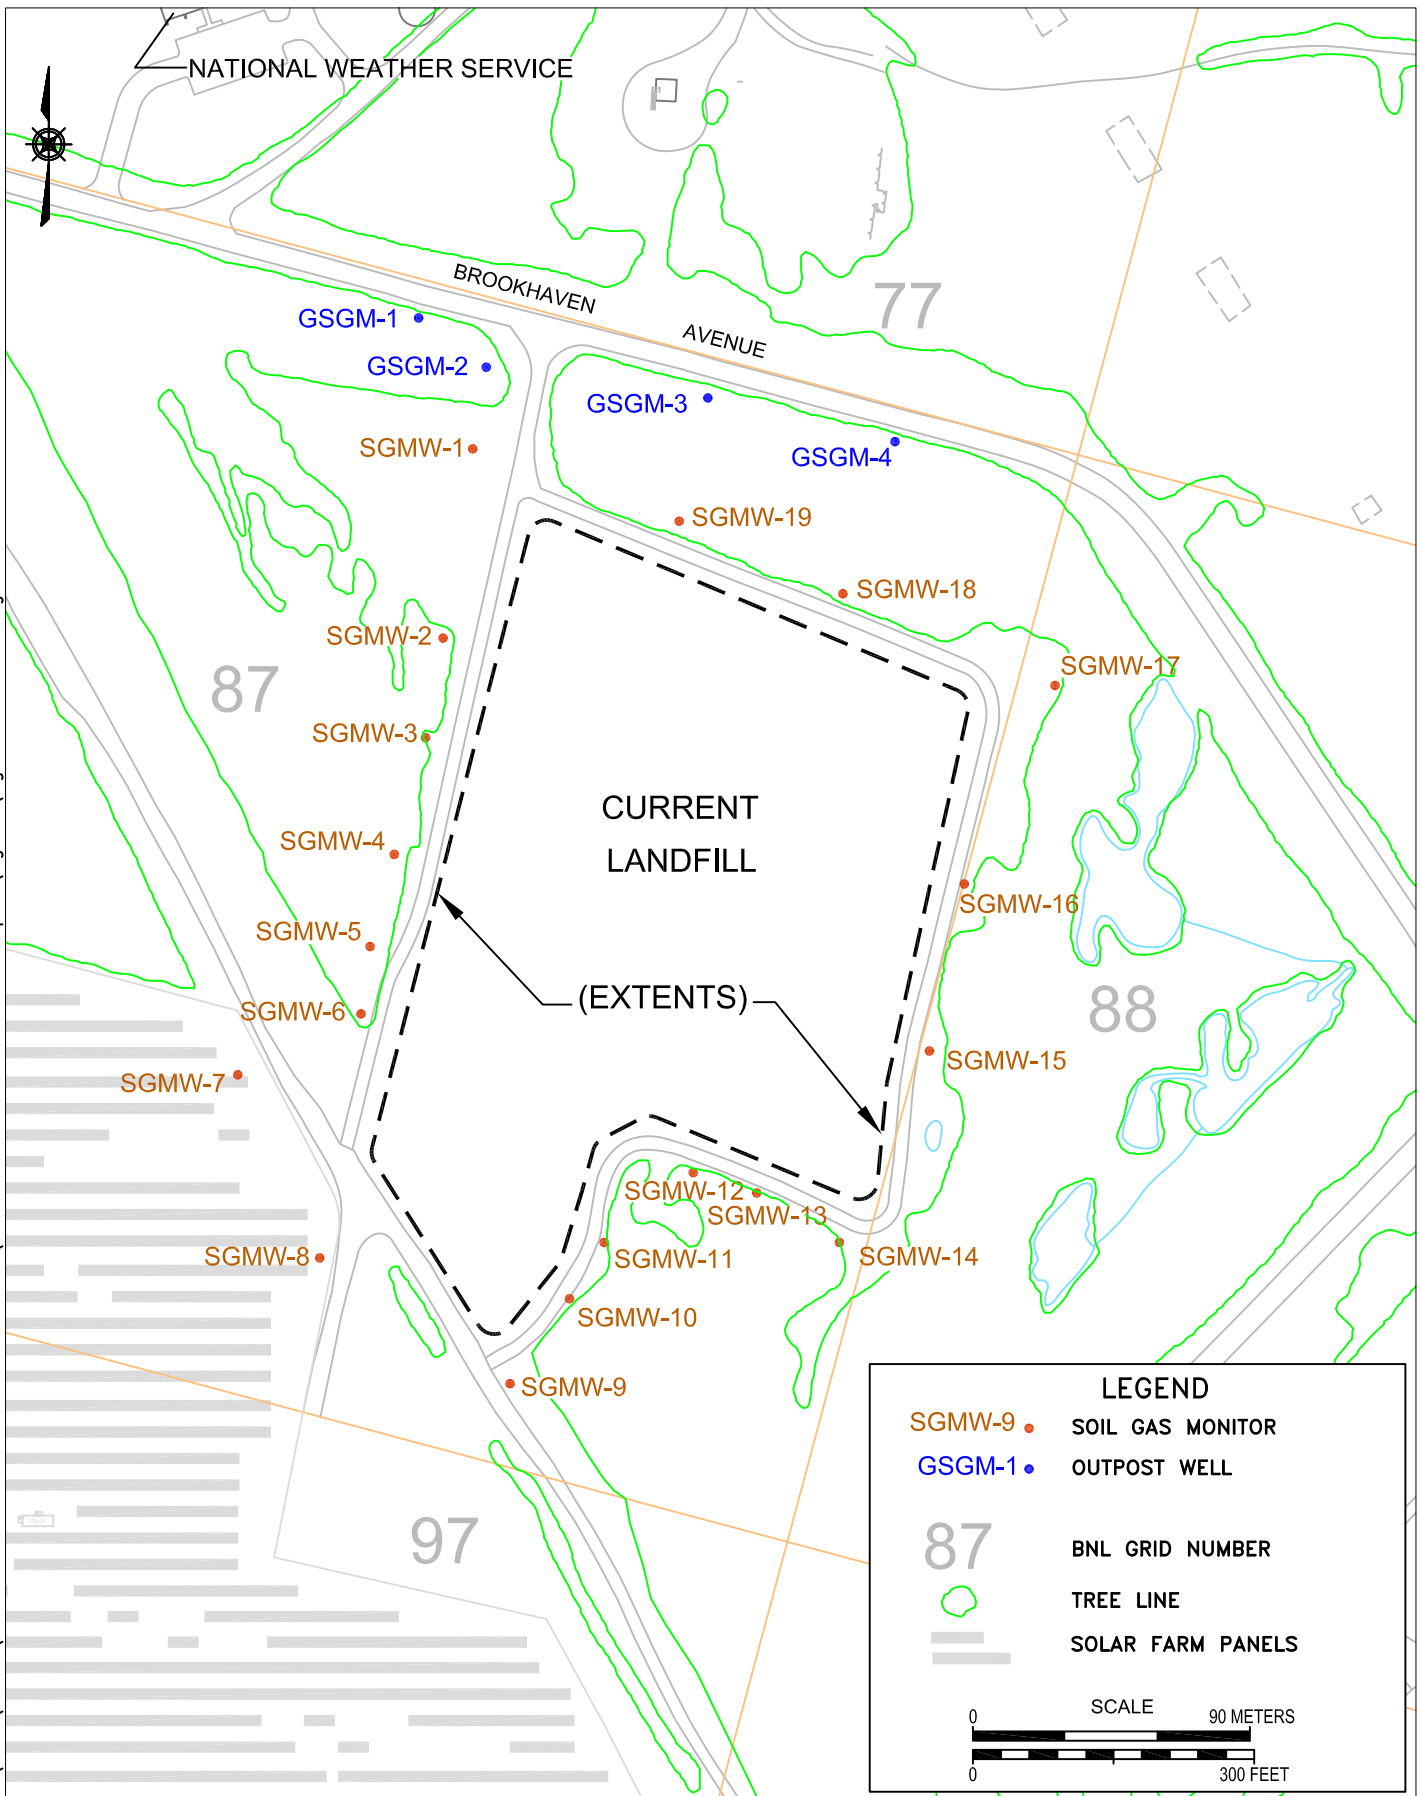 NATIONAL WEATHER SERVICE
BROOKHAVEN
AVENUE
77
GSGM-1
GSGM-2
GSGM-3
GSGM-4
SGMW-1
SGMW-19
SGMW-18
SGMW-2
SGMW-17
87
SGMW-3
CURRENT
LANDFILL
SGMW-4
SGMW-16
SGMW-5
(EXTENTS)
88
SGMW-6
SGMW-15
SGMW-7
SGMW-12
SGMW-13
SGMW-8
SGMW-11
SGMW-14
SGMW-10
SGMW-9
97
LEGEND
SGMW-9 SOIL GAS MONITOR
GSGM-1 OUTPOST WELL
87 BNL GRID NUMBER
TREE LINE
SOLAR FARM PANELS
SCALE
0 90 METERS
0 300 FEET